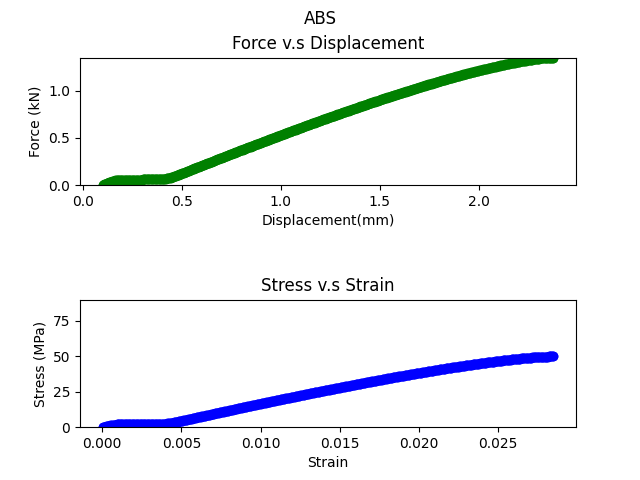 ABS
Force v.s Displacement
1.0
0.5
0.0
Force (kN)
0.0 0.5 1.0 1.5 2.0
Displacement(mm)
Stress v.s Strain
75
50
25
0
Stress (MPa)
0.000 0.005 0.010 0.015 0.020 0.025
Strain